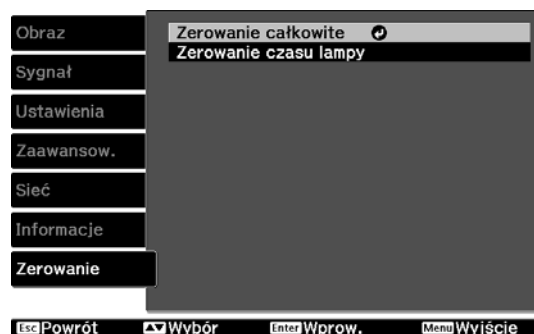 Obraz
Sygnał
Ustawienia
Zaawansow.
Sieć
Informacje
Zerowanie
Zerowanie całkowite
Zerowanie czasu lampy
Esc Powrót Wybór Enter Wprow. Menu Wyjście